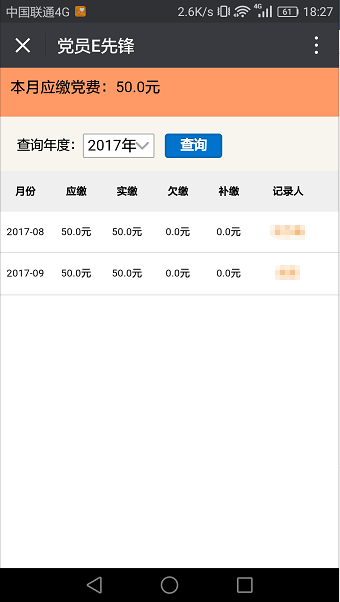 中国联通4G 2.6K/s 4G 61 18:27
党员E先锋
本月应缴党费：50.0元
查询年度： 2017年 查询
月份 应缴 实缴 欠缴 补缴 记录人
2017-08 50.0元 50.0元 0.0元 0.0元
2017-09 50.0元 50.0元 0.0元 0.0元